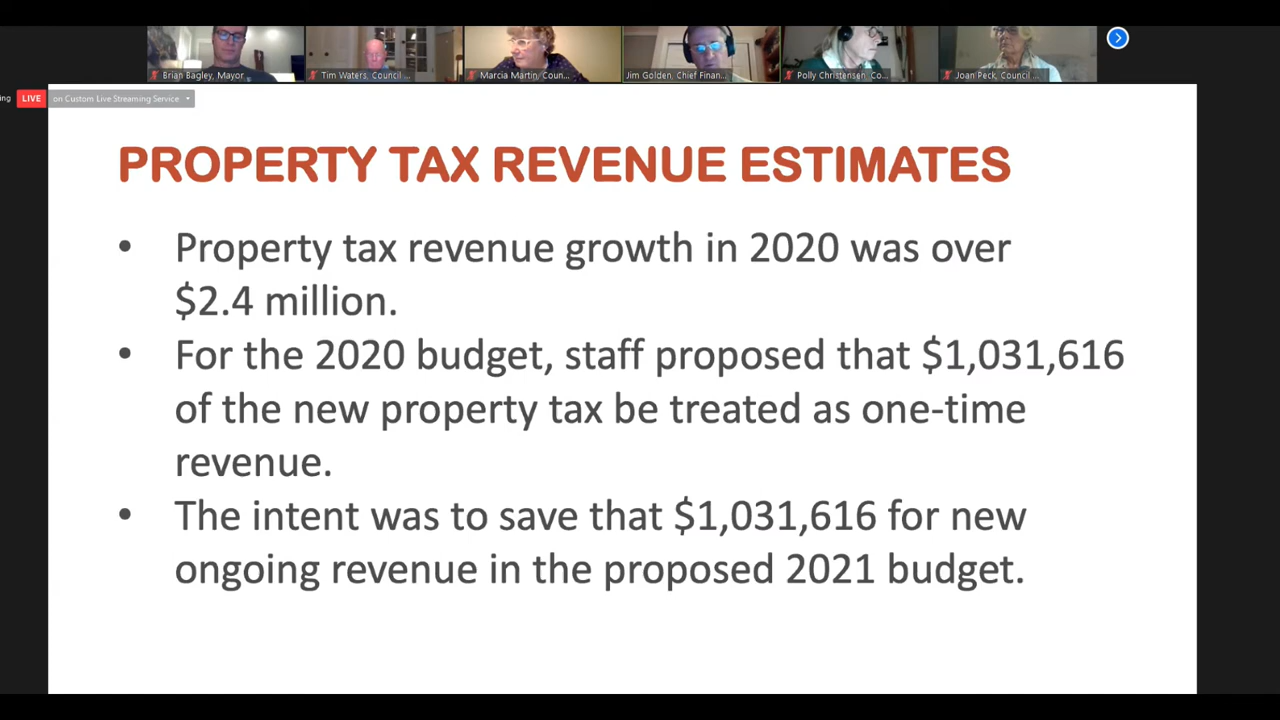 Brian Bagley, Mayor
Tim Waters, Council ...
Marcia Martin, Coun...
Jim Golden, Chief Finan...
Polly Christensen, Co...
Joan Peck, Council ...
ing
LIVE
on Custom Live Streaming Service
PROPERTY TAX REVENUE ESTIMATES
• Property tax revenue growth in 2020 was over
$2.4 million.
• For the 2020 budget, staff proposed that $1,031,616
of the new property tax be treated as one-time
revenue.
• The intent was to save that $1,031,616 for new
ongoing revenue in the proposed 2021 budget.